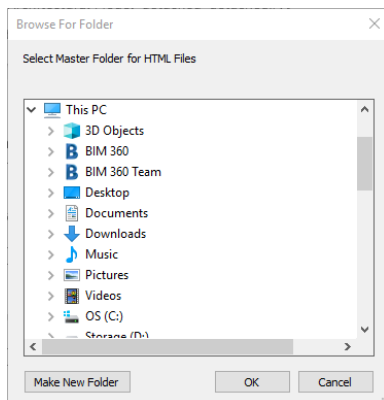 Browse For Folder
Select Master Folder for HTML Files
This PC
3D Objects
B BIM 360
B BIM 360 Team
Desktop
Documents
Downloads
Music
Pictures
Videos
OS (C:)
Storage (D:)
Make New Folder OK Cancel